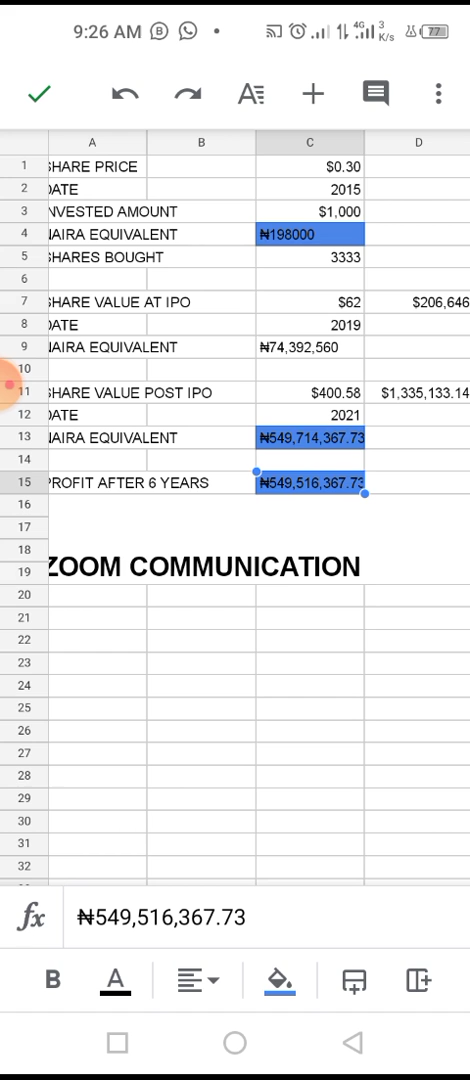 9:26 AM B 4G 3 K/s 77
A B C D
1 SHARE PRICE $0.30
2 DATE 2015
3 NVESTED AMOUNT $1,000
4 NAIRA EQUIVALENT ₦198000
5 SHARES BOUGHT 3333
6
7 SHARE VALUE AT IPO $62 $206,646
8 DATE 2019
9 NAIRA EQUIVALENT ₦74,392,560
10
11 SHARE VALUE POST IPO $400.58 $1,335,133.14
12 DATE 2021
13 NAIRA EQUIVALENT ₦549,714,367.73
14
15 PROFIT AFTER 6 YEARS ₦549,516,367.73
16
17
18
19 ZOOM COMMUNICATION
20
21
22
23
24
25
26
27
28
29
30
31
32
fx ₦549,516,367.73
B A